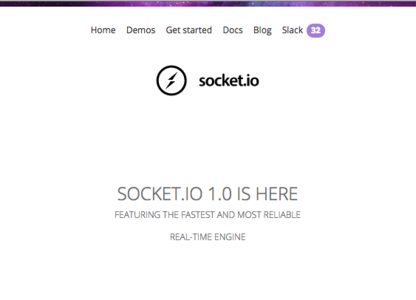 Home Demos Get started Docs Blog Slack 32
socket.io
SOCKET.IO 1.0 IS HERE
FEATURING THE FASTEST AND MOST RELIABLE
REAL-TIME ENGINE